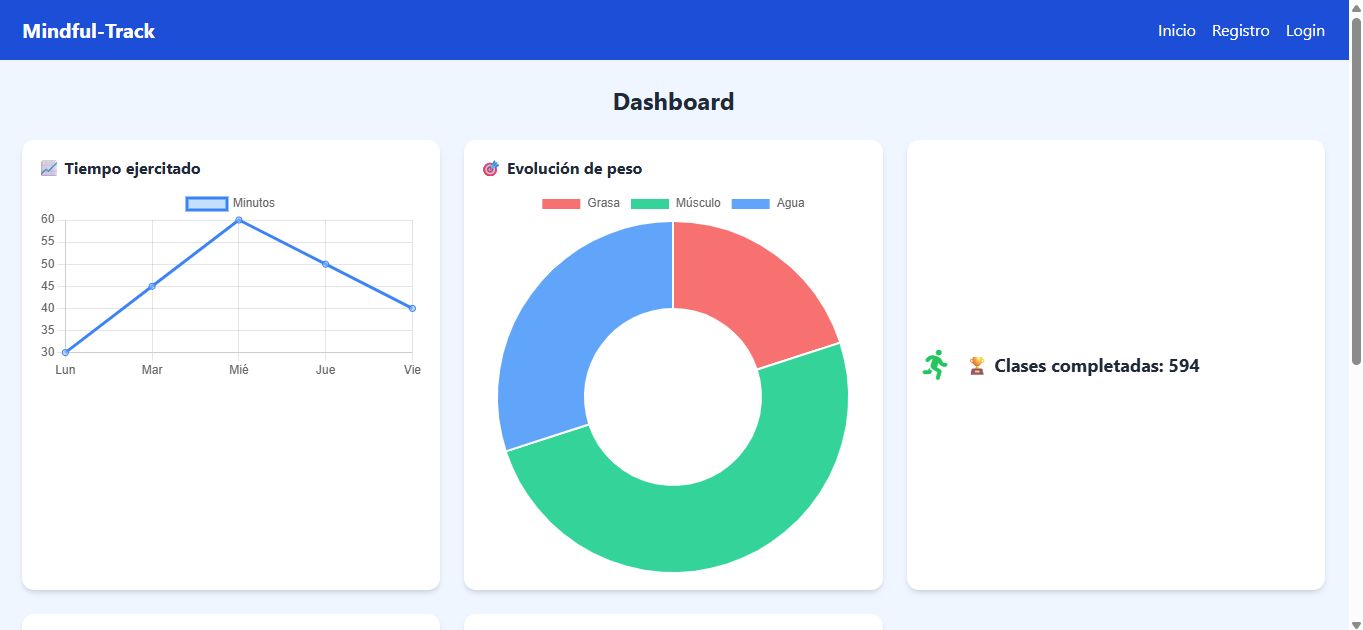 Mindful-Track
Inicio Registro Login
Dashboard
📈 Tiempo ejercitado
Minutos
60
55
50
45
40
35
30
Lun Mar Mié Jue Vie
🎯 Evolución de peso
Grasa Músculo Agua
🏆 Clases completadas: 594